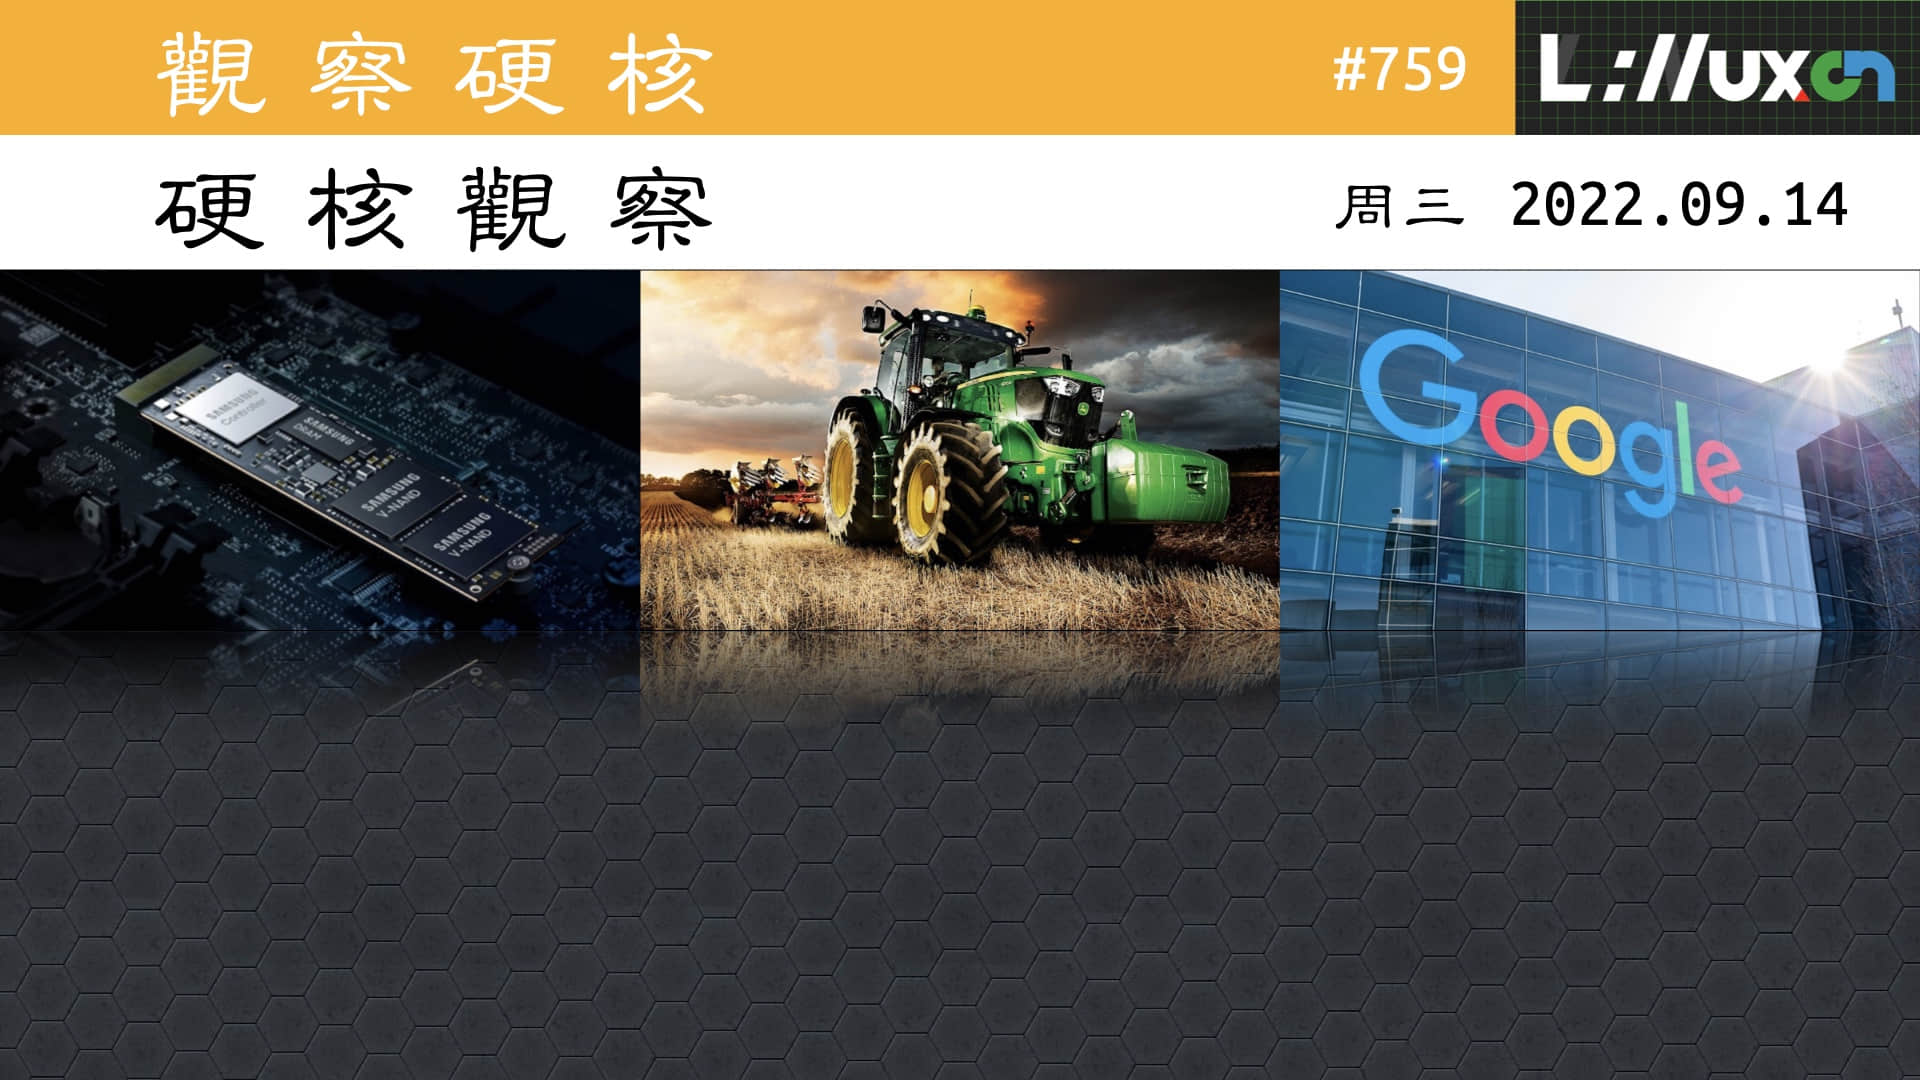 觀察硬核
#759
L://uxcn
硬核觀察
周三 2022.09.14
SAMSUNG
Controller
SAMSUNG
DRAM
SAMSUNG
V-NAND
SAMSUNG
V-NAND
Google